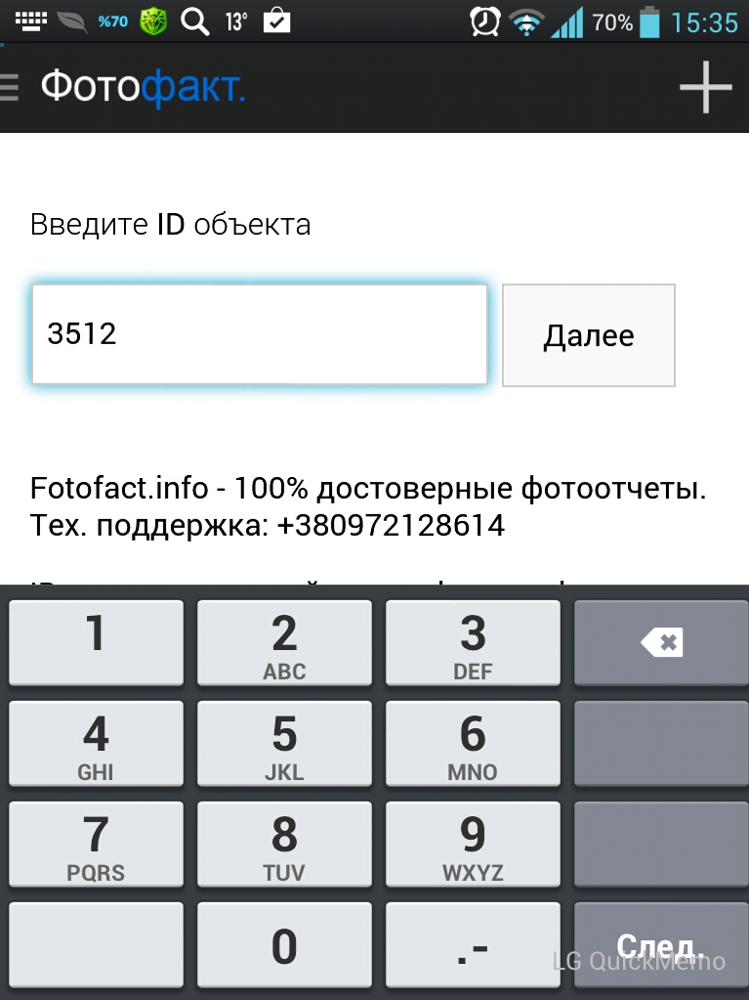 %70 13° 70% 15:35
Фотофакт.
Введите ID объекта
3512 Далее
Fotofact.info - 100% достоверные фотоотчеты.
Тех. поддержка: +380972128614
1 2 3
ABC DEF
4 5 6
GHI JKL MNO
7 8 9
PQRS TUV WXYZ
0 .- След.
LG QuickMemo